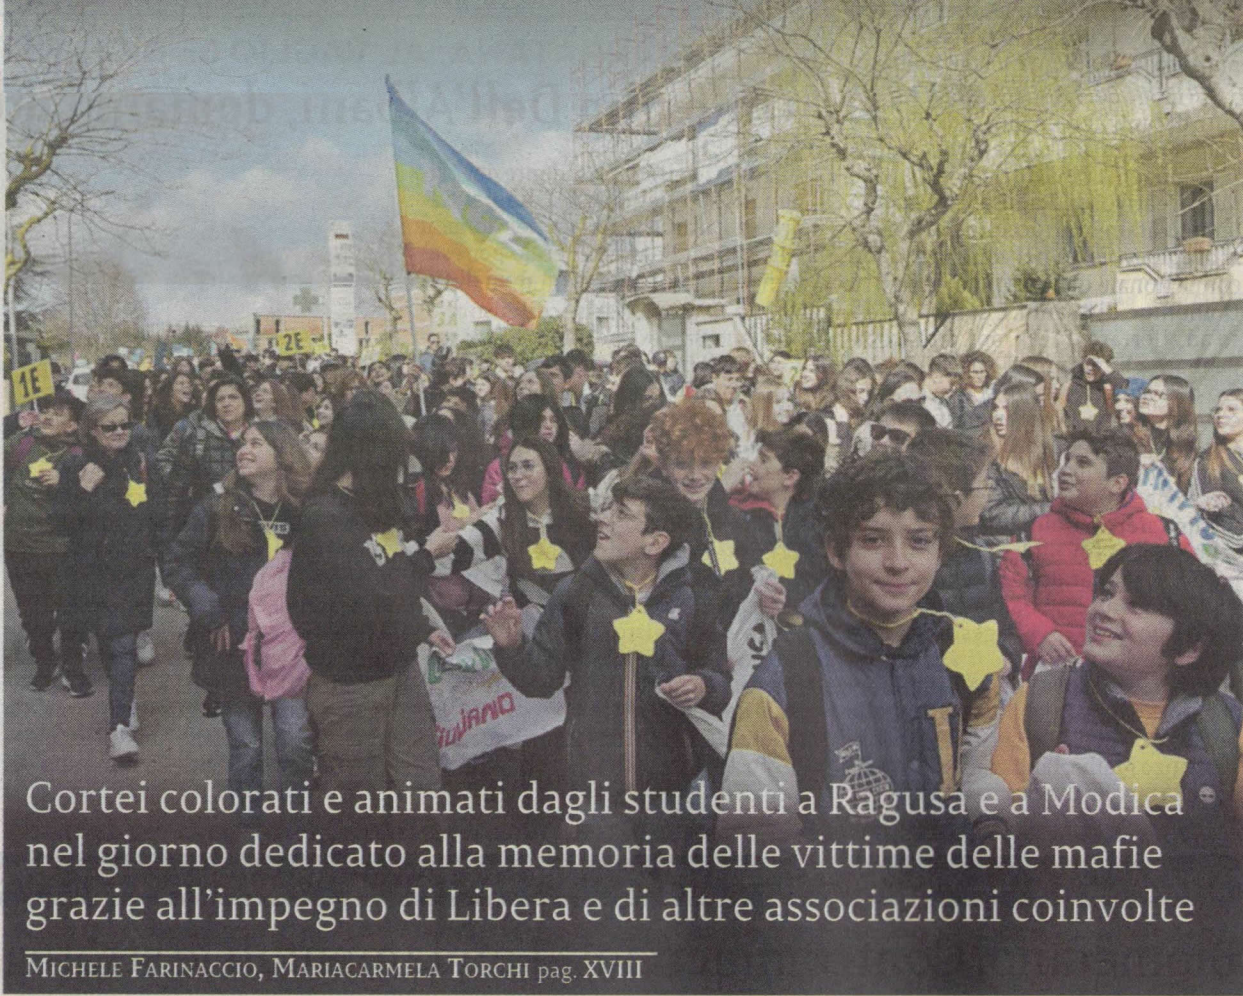 2E
1E
GIULIANO
Cortei colorati e animati dagli studenti a Ragusa e a Modica
nel giorno dedicato alla memoria delle vittime delle mafie
grazie all'impegno di Libera e di altre associazioni coinvolte
MICHELE FARINACCIO, MARIACARMELA TORCHI pag. XVIII